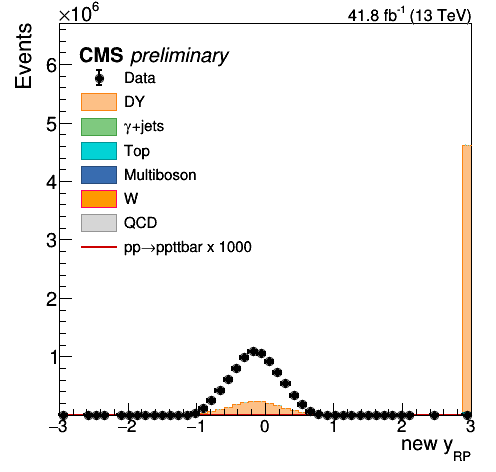 ×10⁶
41.8 fb⁻¹ (13 TeV)
Events
CMS preliminary
Data
DY
γ+jets
Top
Multiboson
W
QCD
pp→ppttbar x 1000
6
5
4
3
2
1
−3 −2 −1 0 1 2 3
new y_RP